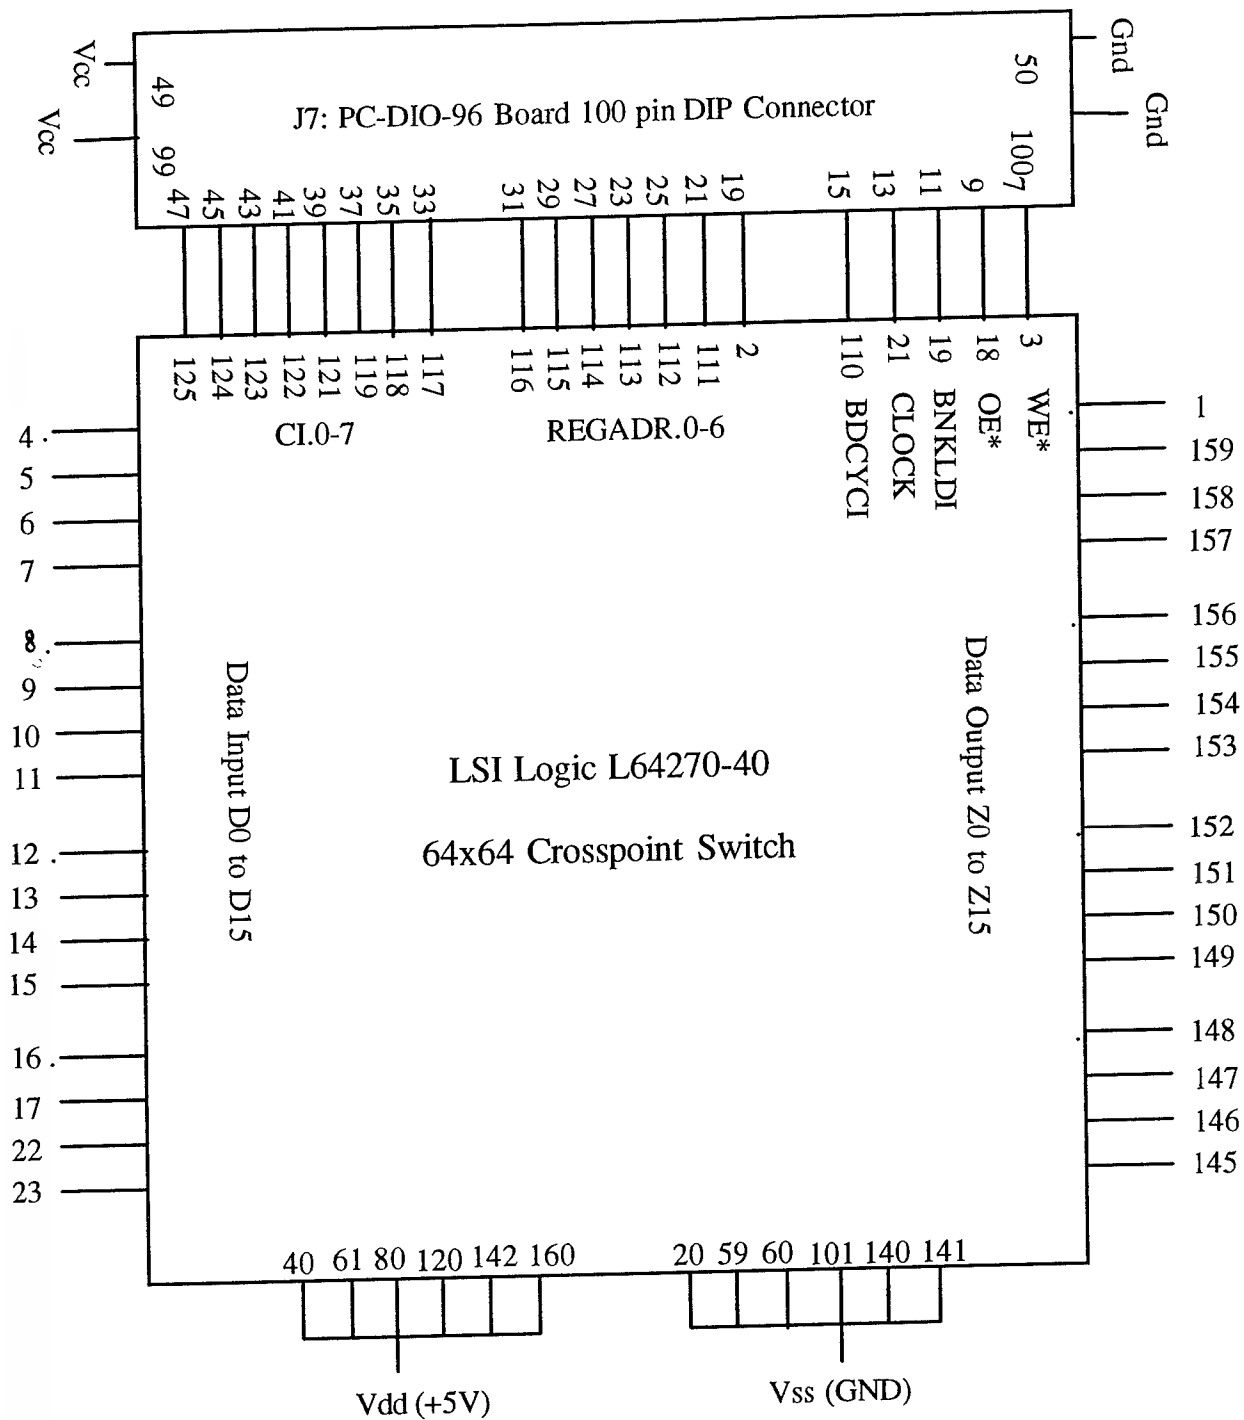 Vcc
Vcc
Gnd
Gnd
49
99
50
100
J7: PC-DIO-96 Board 100 pin DIP Connector
47 45 43 41 39 37 35 33
31 29 27 23 25 21 19
15 13 11 9 7
125 124 123 122 121 119 118 117
116 115 114 113 112 111 2
110 BDCYCI
21 CLOCK
19 BNKLDI
18 OE*
3 WE*
CI.0-7
REGADR.0-6
4
5
6
7
8
9
10
11
12
13
14
15
16
17
22
23
Data Input D0 to D15
LSI Logic L64270-40
64x64 Crosspoint Switch
Data Output Z0 to Z15
1
159
158
157
156
155
154
153
152
151
150
149
148
147
146
145
40 61 80 120 142 160
20 59 60 101 140 141
Vdd (+5V)
Vss (GND)